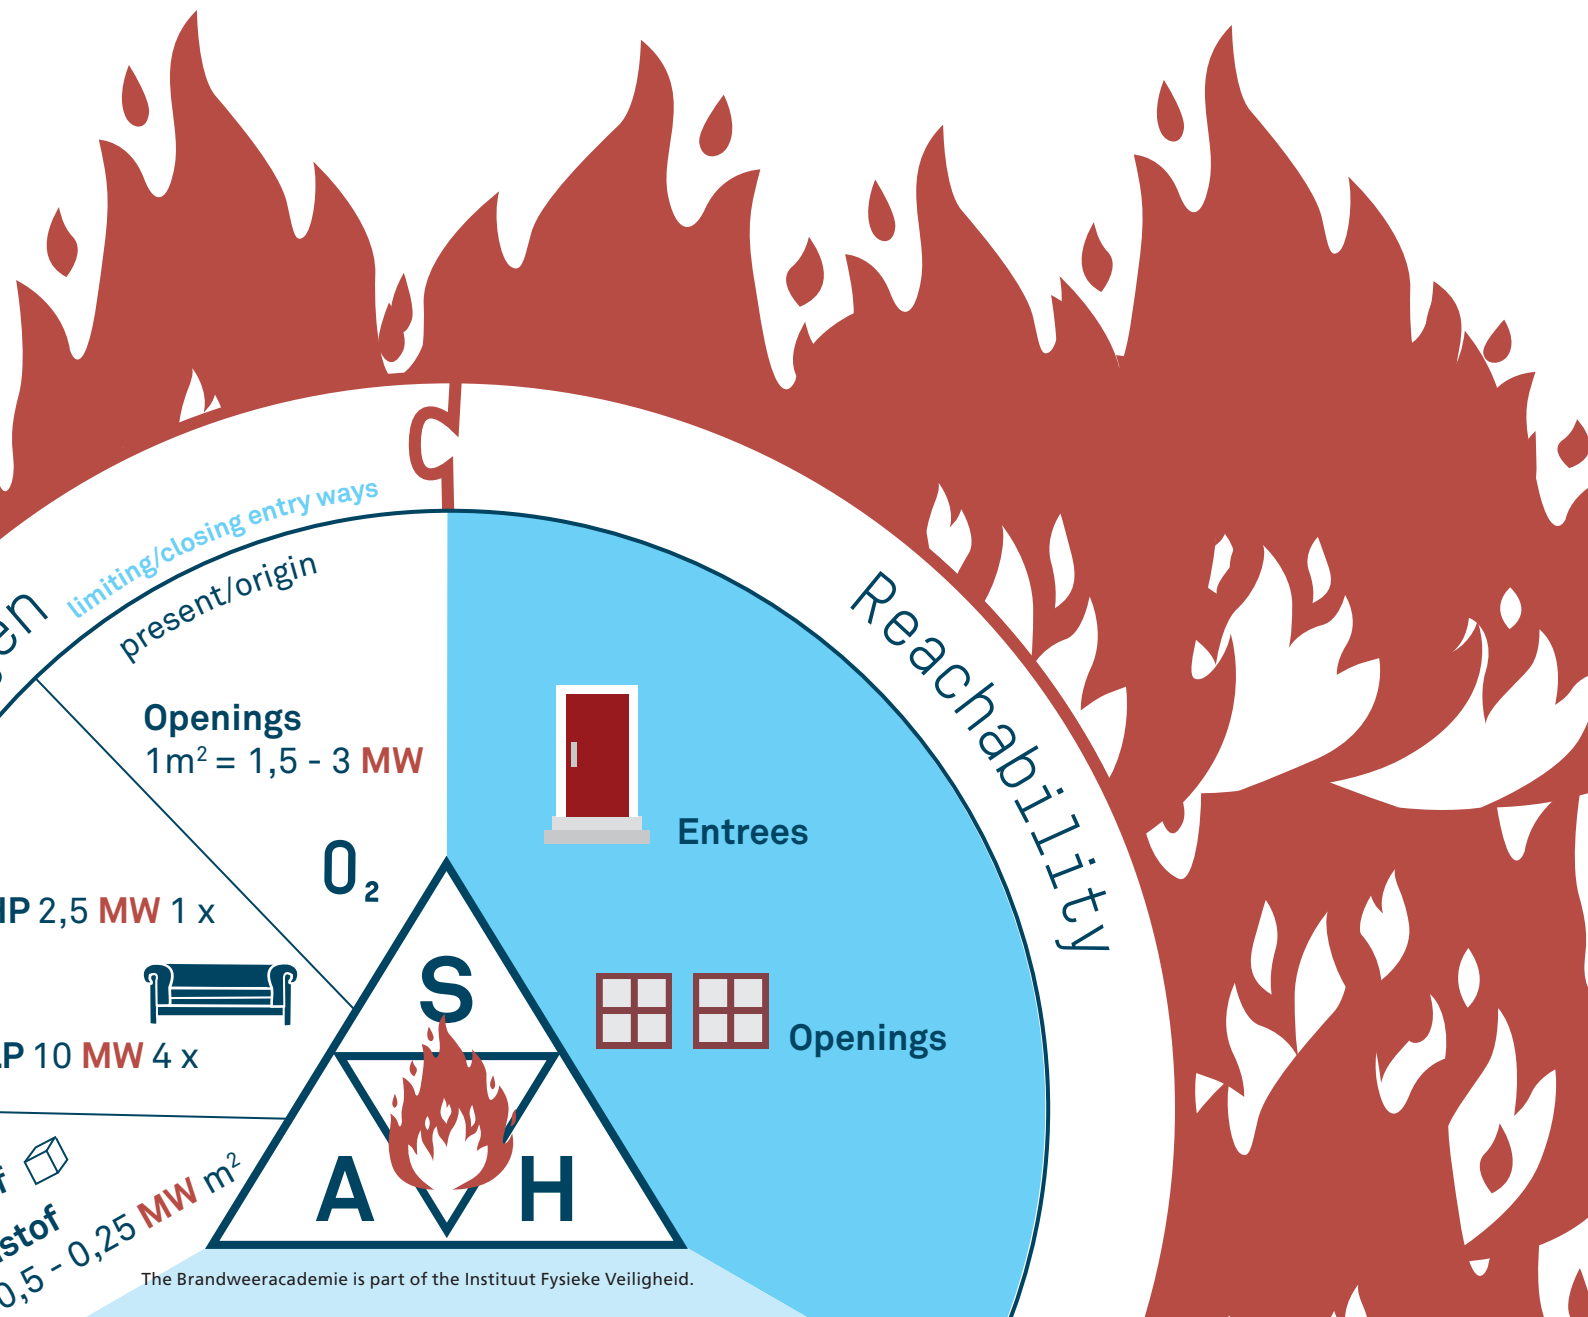 limiting/closing entry ways
present/origin
Openings
1m² = 1,5 - 3 MW
O₂
2,5 MW 1 x
10 MW 4 x
MW m²
0,5 - 0,25
Reachability
Entrees
Openings
S
A
H
The Brandweeracademie is part of the Instituut Fysieke Veiligheid.